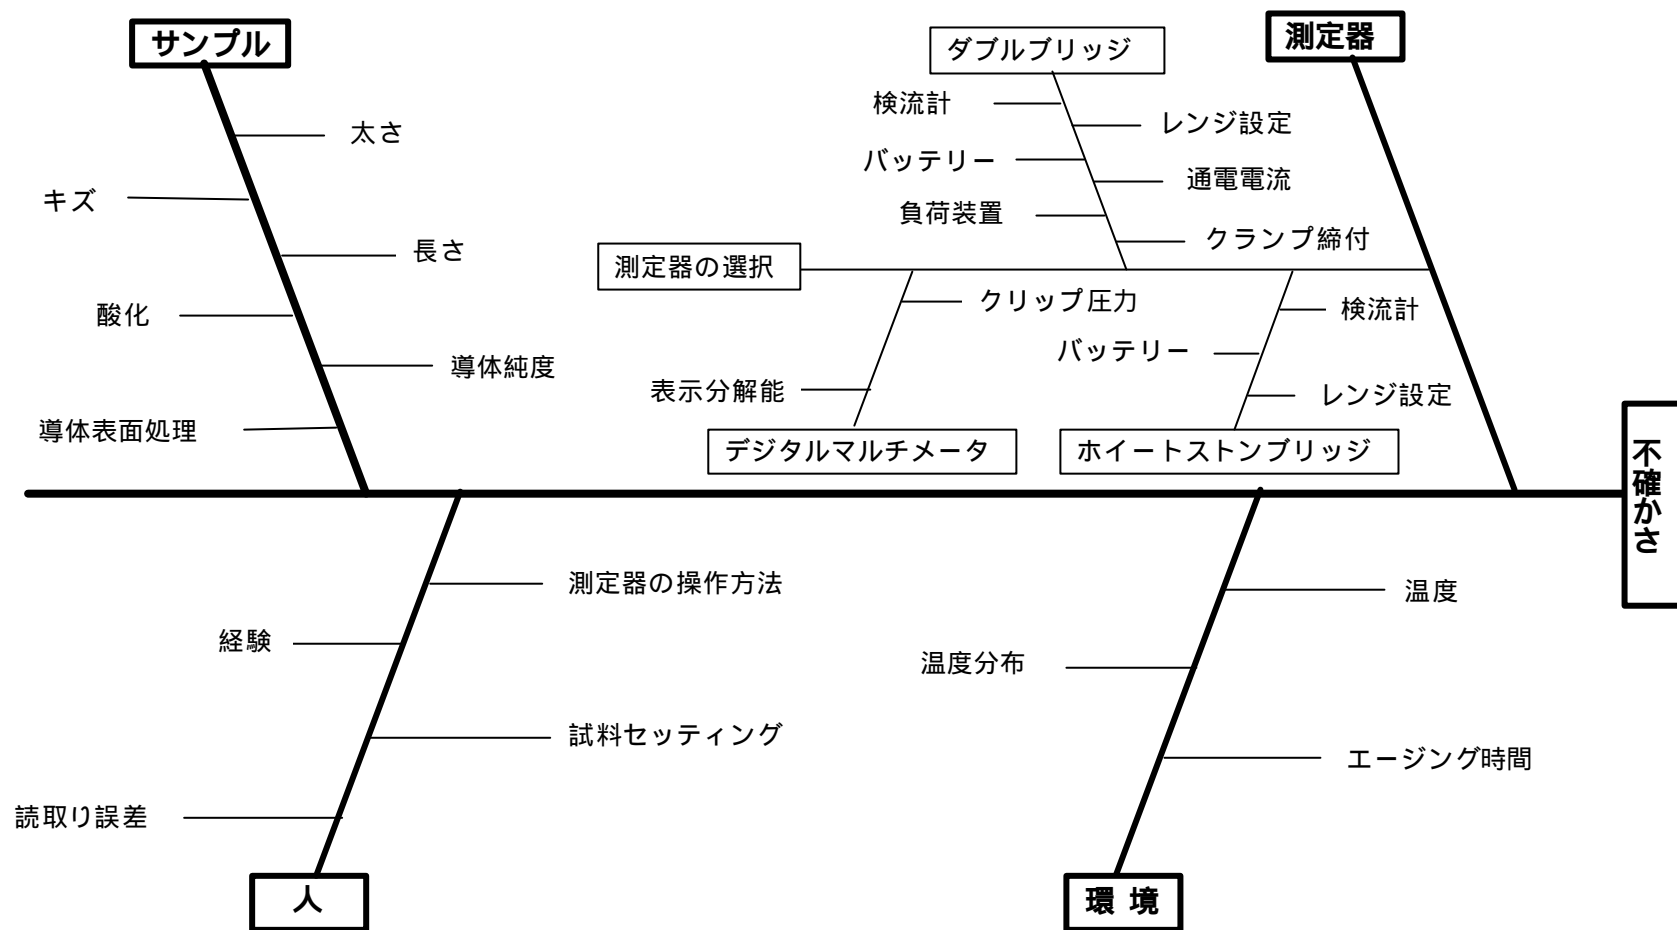 サンプル
太さ
キズ
長さ
酸化
導体純度
導体表面処理
測定器
ダブルブリッジ
検流計
レンジ設定
バッテリー
通電電流
負荷装置
クランプ締付
測定器の選択
クリップ圧力
表示分解能
デジタルマルチメータ
検流計
バッテリー
レンジ設定
ホイートストンブリッジ
不確かさ
測定器の操作方法
経験
試料セッティング
読取り誤差
人
温度
温度分布
エージング時間
環 境